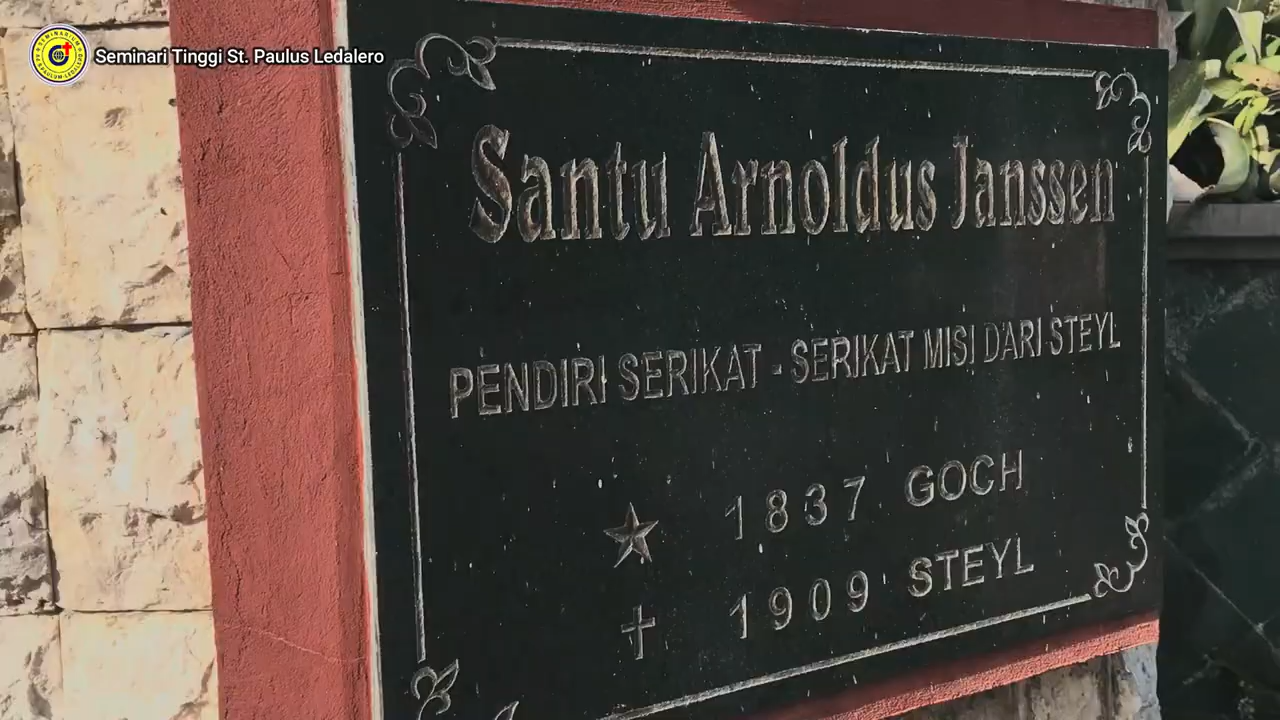 Seminari Tinggi St. Paulus Ledalero
Santu Arnoldus Janssen
PENDIRI SERIKAT - SERIKAT MISI DARI STEYL
1837 GOCH
1909 STEYL